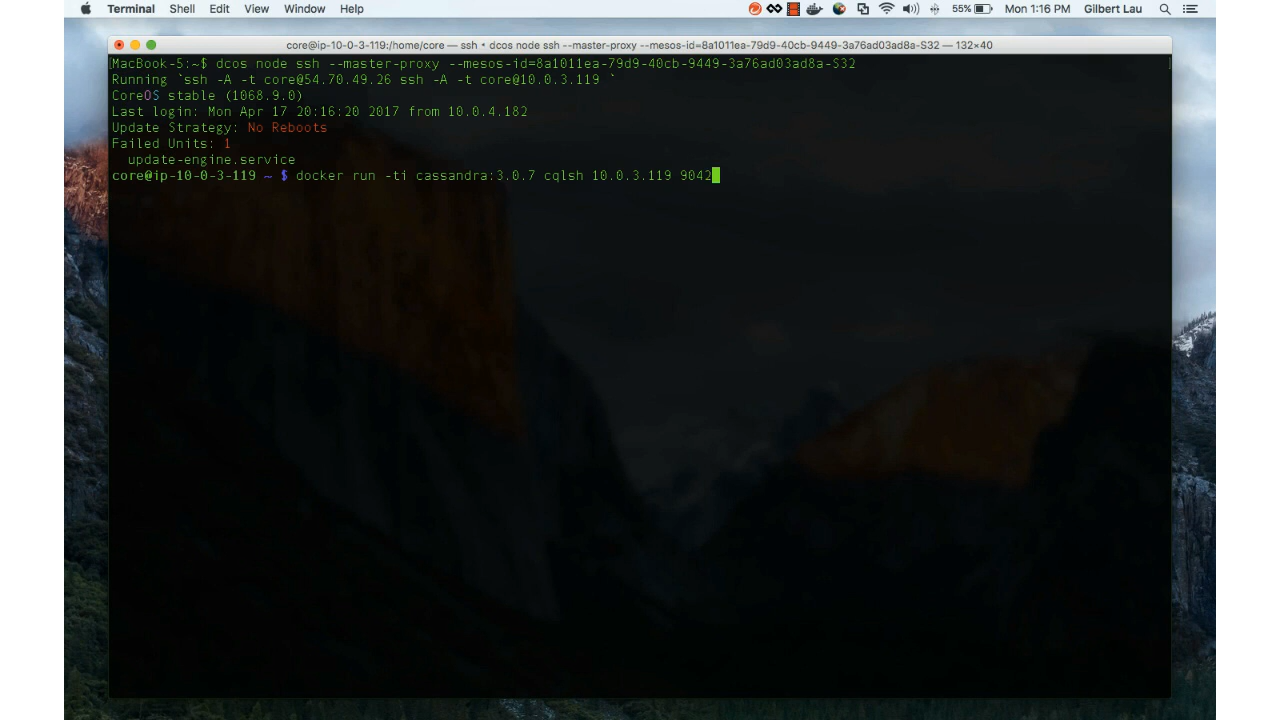 Terminal Shell Edit View Window Help 55% Mon 1:16 PM Gilbert Lau
core@ip-10-0-3-119:/home/core — ssh • dcos node ssh --master-proxy --mesos-id=8a1011ea-79d9-40cb-9449-3a76ad03ad8a-S32 — 132×40
[MacBook-5:~$ dcos node ssh --master-proxy --mesos-id=8a1011ea-79d9-40cb-9449-3a76ad03ad8a-S32 ]
Running `ssh -A -t core@54.70.49.26 ssh -A -t core@10.0.3.119 `
CoreOS stable (1068.9.0)
Last login: Mon Apr 17 20:16:20 2017 from 10.0.4.182
Update Strategy: No Reboots
Failed Units: 1
update-engine.service
core@ip-10-0-3-119 ~ $ docker run -ti cassandra:3.0.7 cqlsh 10.0.3.119 9042